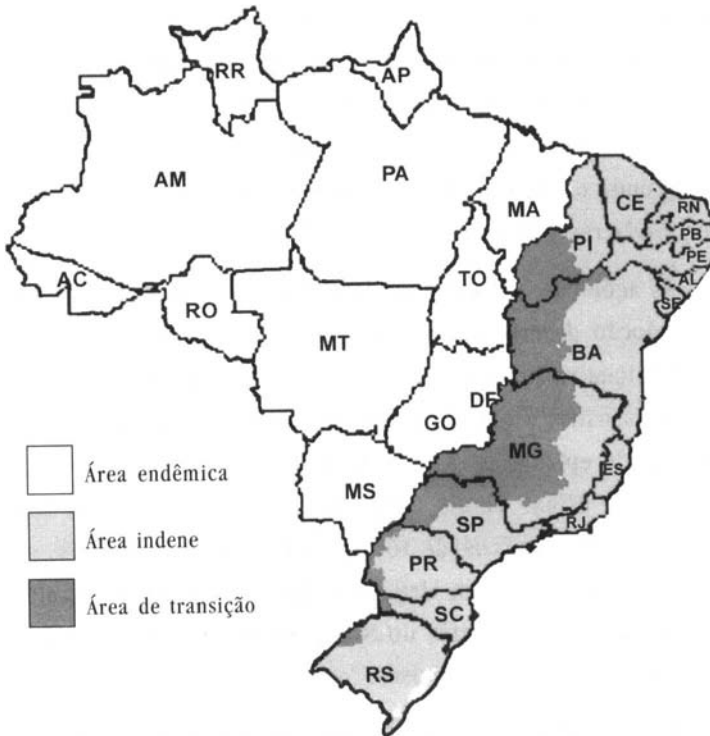 RR
AP
AM
PA
MA
CE
RN
PB
PE
AL
SE
PI
AC
RO
TO
BA
MT
DF
GO
MG
ES
MS
SP
RJ
PR
SC
RS
Área endêmica
Área indene
Área de transição